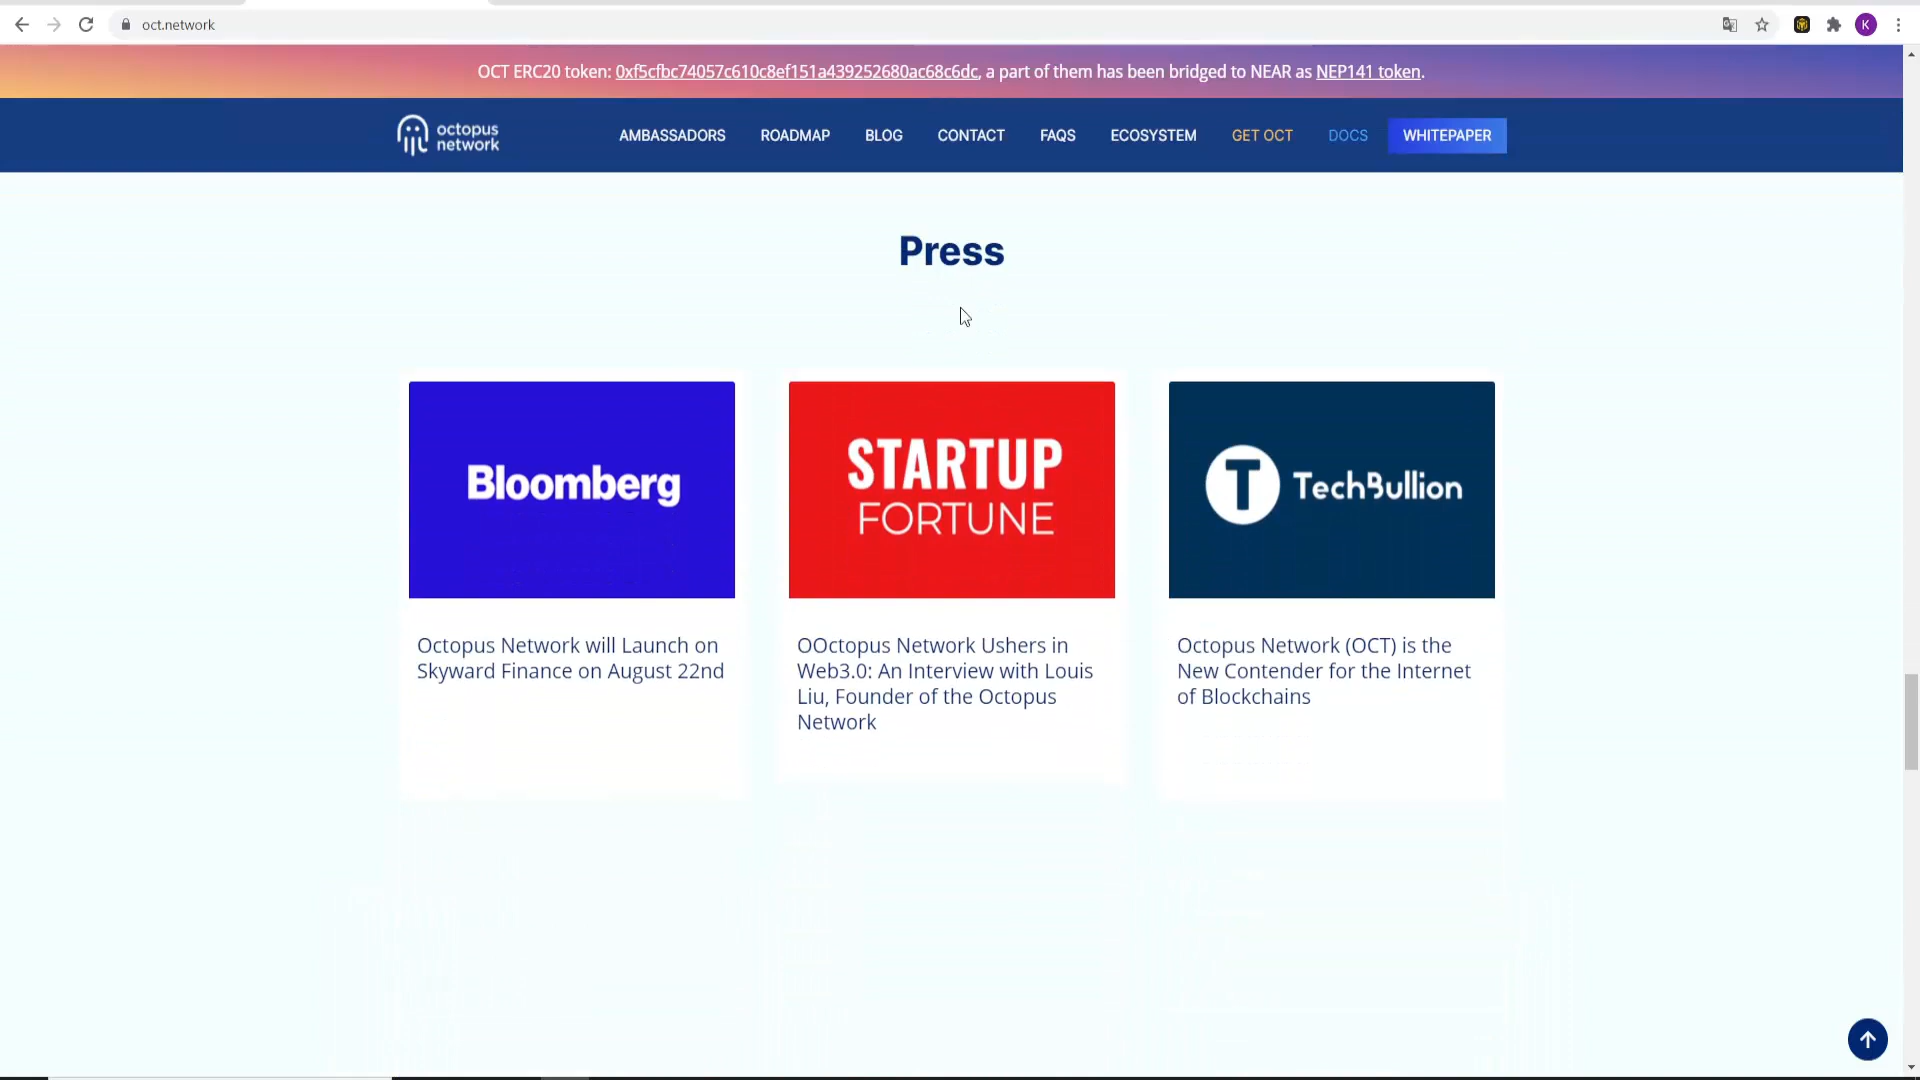 oct.network
K
OCT ERC20 token: 0xf5cfbc74057c610c8ef151a439252680ac68c6dc, a part of them has been bridged to NEAR as NEP141 token.
octopus
network
AMBASSADORS ROADMAP BLOG CONTACT FAQS ECOSYSTEM GET OCT DOCS WHITEPAPER
Press
Bloomberg
STARTUP
FORTUNE
T TechBullion
Octopus Network will Launch on
Skyward Finance on August 22nd
OOctopus Network Ushers in
Web3.0: An Interview with Louis
Liu, Founder of the Octopus
Network
Octopus Network (OCT) is the
New Contender for the Internet
of Blockchains